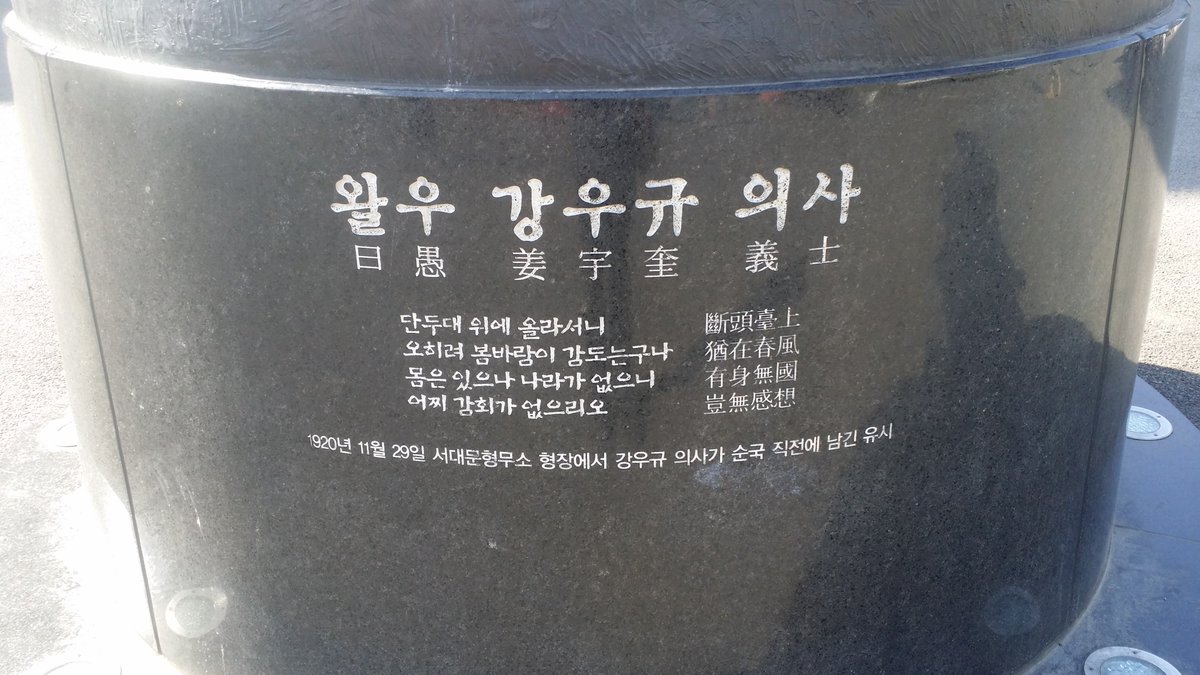 왈우 강우규 의사
曰愚 姜宇奎 義士
단두대 위에 올라서니 斷頭臺上
오히려 봄바람이 감도는구나 猶在春風
몸은 있으나 나라가 없으니 有身無國
어찌 감회가 없으리오 豈無感想
1920년 11월 29일 서대문형무소 형장에서 강우규 의사가 순국 직전에 남긴 유시